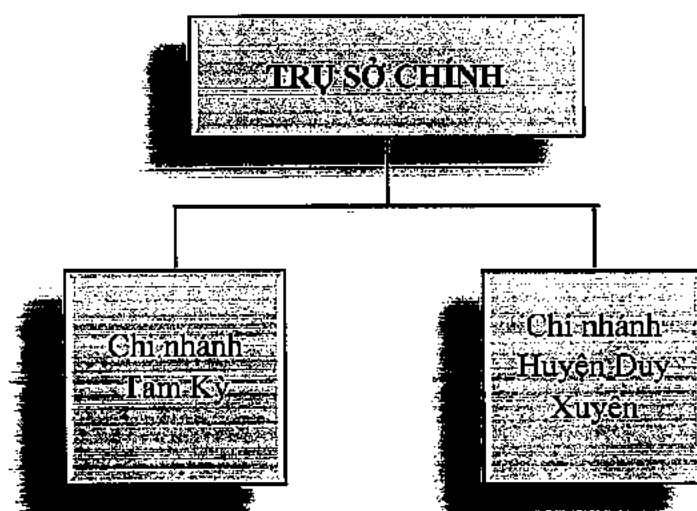 TRỤ SỞ CHÍNH
Chi nhánh
Tam Kỳ
Chi nhánh
Huyện Duy
Xuyên